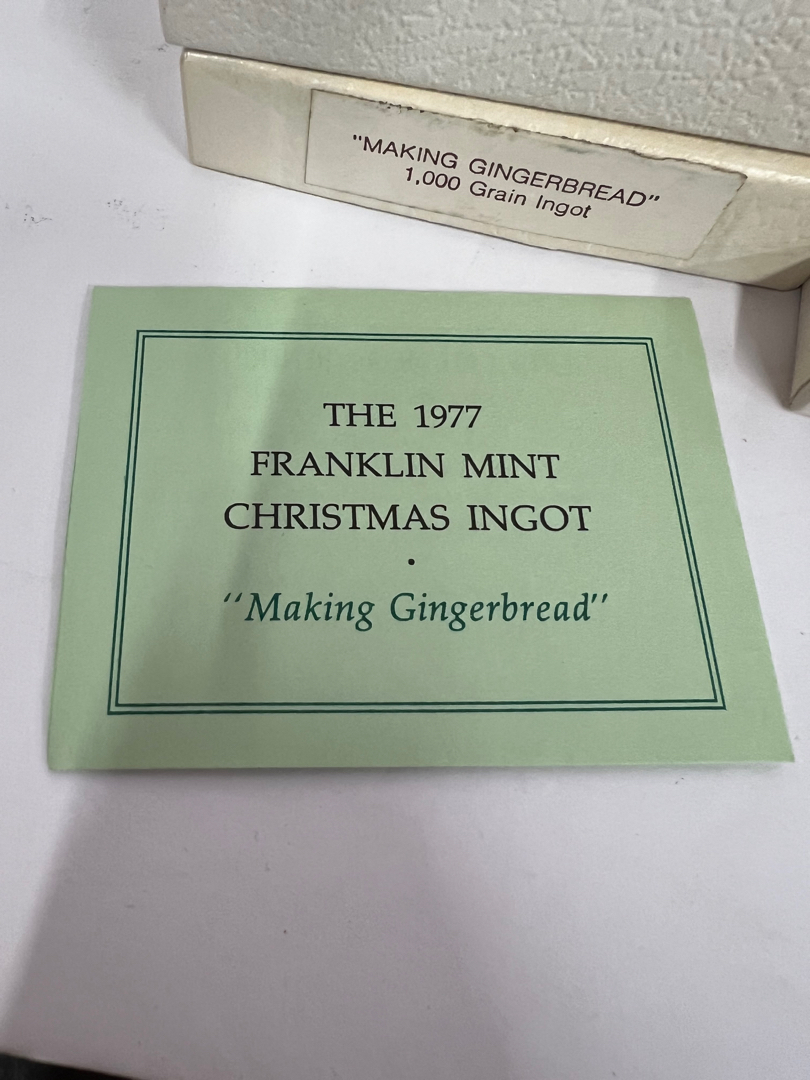 "MAKING GINGERBREAD"
1,000 Grain Ingot
THE 1977
FRANKLIN MINT
CHRISTMAS INGOT
•
"Making Gingerbread"